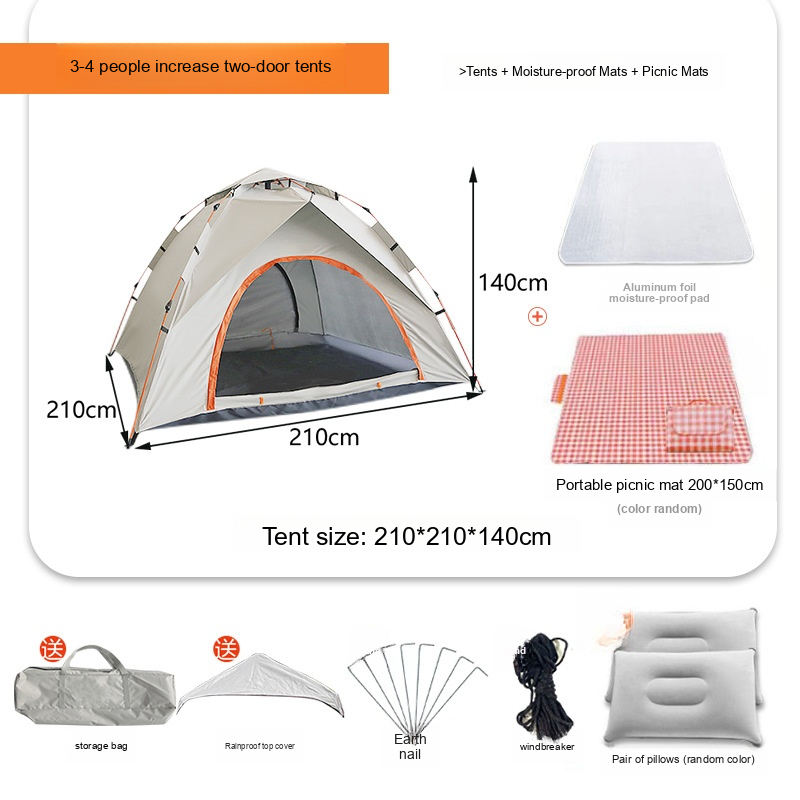 3-4 people increase two-door tents
>Tents + Moisture-proof Mats + Picnic Mats
140cm
Aluminum foil
moisture-proof pad
210cm
210cm
Portable picnic mat 200*150cm
(color random)
Tent size: 210*210*140cm
送
送
storage bag
Rainproof top cover
Earth
nail
windbreaker
Pair of pillows (random color)